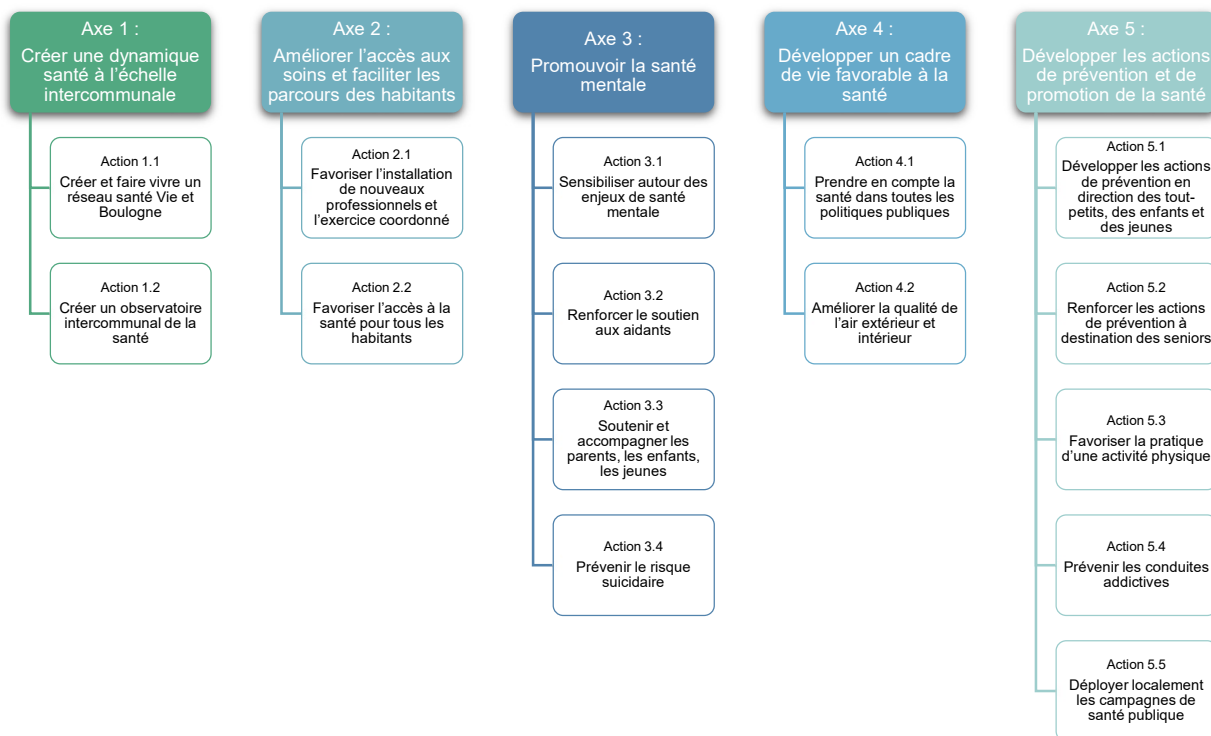 Axe 1 :
Créer une dynamique
santé à l'échelle
intercommunale
Action 1.1
Créer et faire vivre un
réseau santé Vie et
Boulogne
Action 1.2
Créer un observatoire
intercommunal de la
santé
Axe 2 :
Améliorer l'accès aux
soins et faciliter les
parcours des habitants
Action 2.1
Favoriser l'installation
de nouveaux
professionnels et
l'exercice coordonné
Action 2.2
Favoriser l'accès à la
santé pour tous les
habitants
Axe 3 :
Promouvoir la santé
mentale
Action 3.1
Sensibiliser autour des
enjeux de santé
mentale
Action 3.2
Renforcer le soutien
aux aidants
Action 3.3
Soutenir et
accompagner les
parents, les enfants,
les jeunes
Action 3.4
Prévenir le risque
suicidaire
Axe 4 :
Développer un cadre
de vie favorable à la
santé
Action 4.1
Prendre en compte la
santé dans toutes les
politiques publiques
Action 4.2
Améliorer la qualité de
l'air extérieur et
intérieur
Axe 5 :
Développer les actions
de prévention et de
promotion de la santé
Action 5.1
Développer les actions
de prévention en
direction des tout-
petits, des enfants et
des jeunes
Action 5.2
Renforcer les actions
de prévention à
destination des seniors
Action 5.3
Favoriser la pratique
d'une activité physique
Action 5.4
Prévenir les conduites
addictives
Action 5.5
Déployer localement
les campagnes de
santé publique